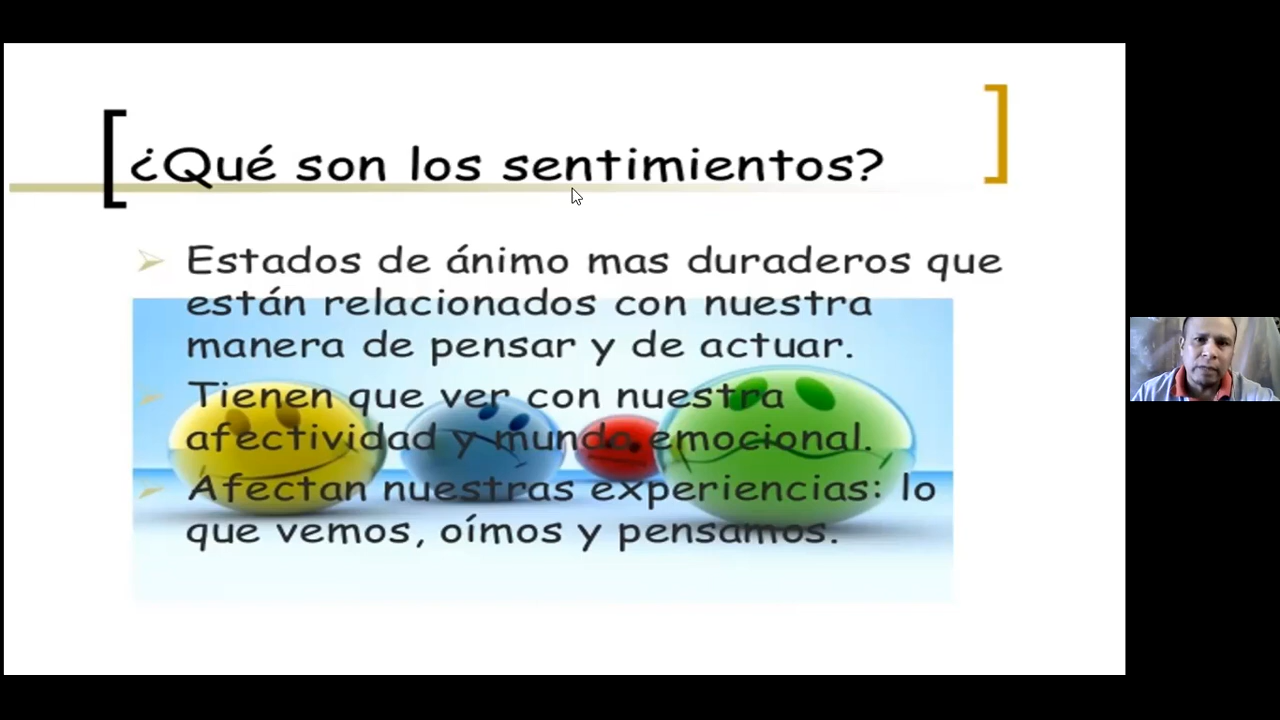 ¿Qué son los sentimientos?
Estados de ánimo mas duraderos que
están relacionados con nuestra
manera de pensar y de actuar.
Tienen que ver con nuestra
afectividad y mundo emocional.
Afectan nuestras experiencias: lo
que vemos, oímos y pensamos.